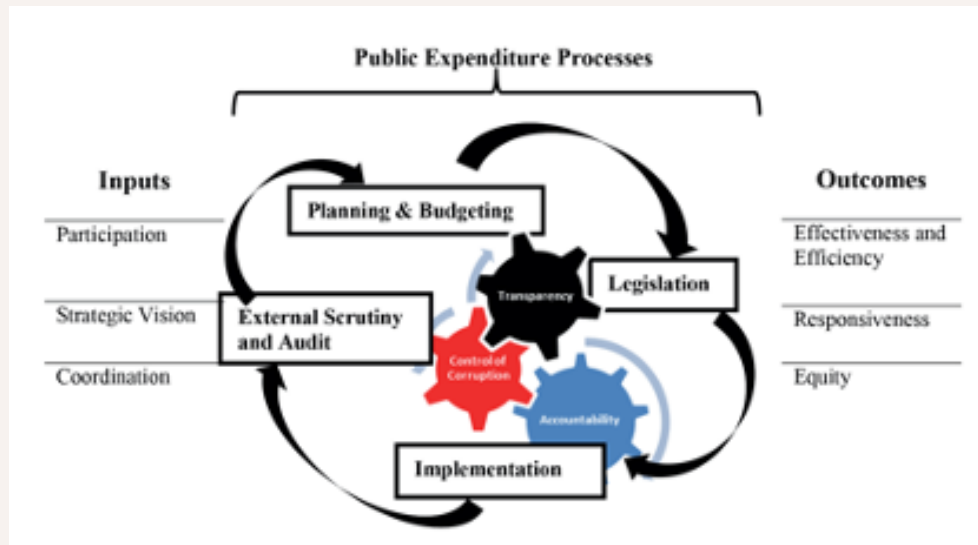 Public Expenditure Processes
Inputs
Participation
Strategic Vision
Coordination
Planning & Budgeting
Legislation
External Scrutiny
and Audit
Implementation
Transparency
Control of
Corruption
Accountability
Outcomes
Effectiveness and
Efficiency
Responsiveness
Equity